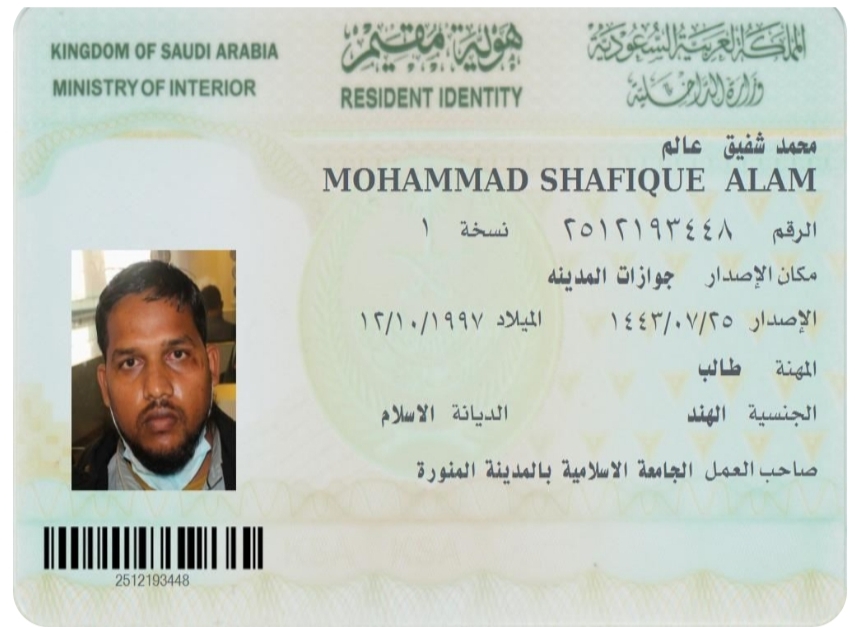 KINGDOM OF SAUDI ARABIA
MINISTRY OF INTERIOR
هوية مقيم
RESIDENT IDENTITY
المملكة العربية السعودية
وزارة الداخلية
محمد شفيق عالم
MOHAMMAD SHAFIQUE ALAM
الرقم ٢٥١٢١٩٣٤٤٨ نسخة ١
مكان الإصدار جوازات المدينه
الإصدار ١٤٤٣/٠٧/٢٥ الميلاد ١٢/١٠/١٩٩٧
المهنة طالب
الجنسية الهند الديانة الاسلام
صاحب العمل الجامعة الاسلامية بالمدينة المنورة
2512193448